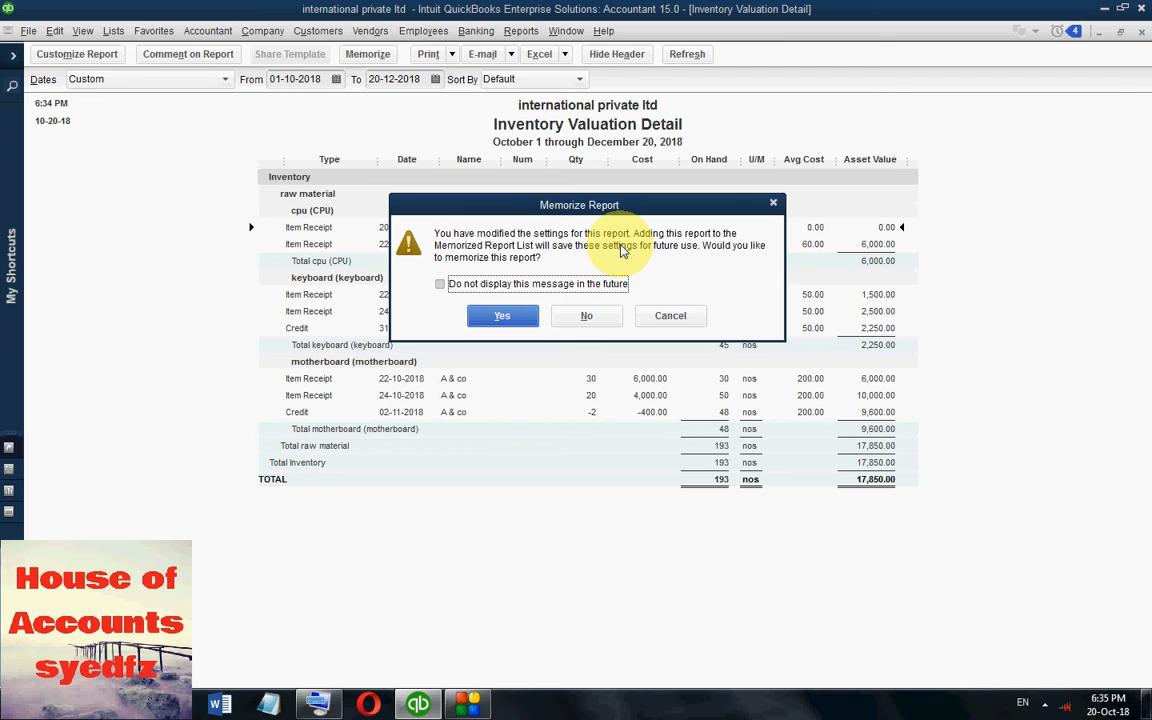 international private ltd - Intuit QuickBooks Enterprise Solutions: Accountant 15.0 - [Inventory Valuation Detail]
File Edit View Lists Favorites Accountant Company Customers Vendors Employees Banking Reports Window Help
4
Customize Report Comment on Report Share Template Memorize Print E-mail Excel Hide Header Refresh
Dates Custom From 01-10-2018 To 20-12-2018 Sort By Default
6:34 PM
10-20-18
international private ltd
Inventory Valuation Detail
October 1 through December 20, 2018
Type Date Name Num Qty Cost On Hand U/M Avg Cost Asset Value
Inventory
raw material
cpu (CPU)
Item Receipt 20 0.00 0.00
Item Receipt 22 60.00 6,000.00
Total cpu (CPU) 6,000.00
keyboard (keyboard)
Item Receipt 22 50.00 1,500.00
Item Receipt 24 50.00 2,500.00
Credit 31 50.00 2,250.00
Total keyboard (keyboard) 45 nos 2,250.00
motherboard (motherboard)
Item Receipt 22-10-2018 A & co 30 6,000.00 30 nos 200.00 6,000.00
Item Receipt 24-10-2018 A & co 20 4,000.00 50 nos 200.00 10,000.00
Credit 02-11-2018 A & co -2 -400.00 48 nos 200.00 9,600.00
Total motherboard (motherboard) 48 nos 9,600.00
Total raw material 193 nos 17,850.00
Total Inventory 193 nos 17,850.00
TOTAL 193 nos 17,850.00
Memorize Report
You have modified the settings for this report. Adding this report to the
Memorized Report List will save these settings for future use. Would you like
to memorize this report?
Do not display this message in the future
Yes No Cancel
My Shortcuts
House of
Accounts
syedfz
EN
6:35 PM
20-Oct-18